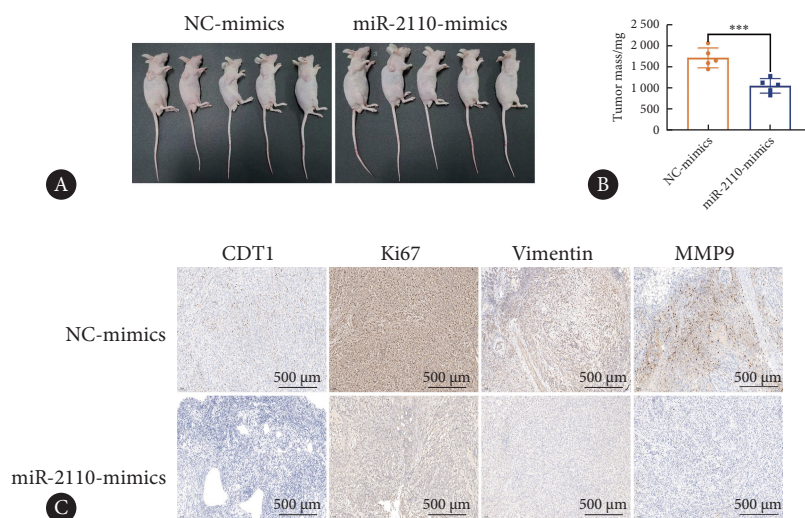 NC-mimics
miR-2110-mimics
A
B
Tumor mass/mg
2 500
2 000
1 500
1 000
500
0
***
NC-mimics
miR-2110-mimics
CDT1
Ki67
Vimentin
MMP9
NC-mimics
500 μm
500 μm
500 μm
500 μm
miR-2110-mimics
500 μm
500 μm
500 μm
500 μm
C